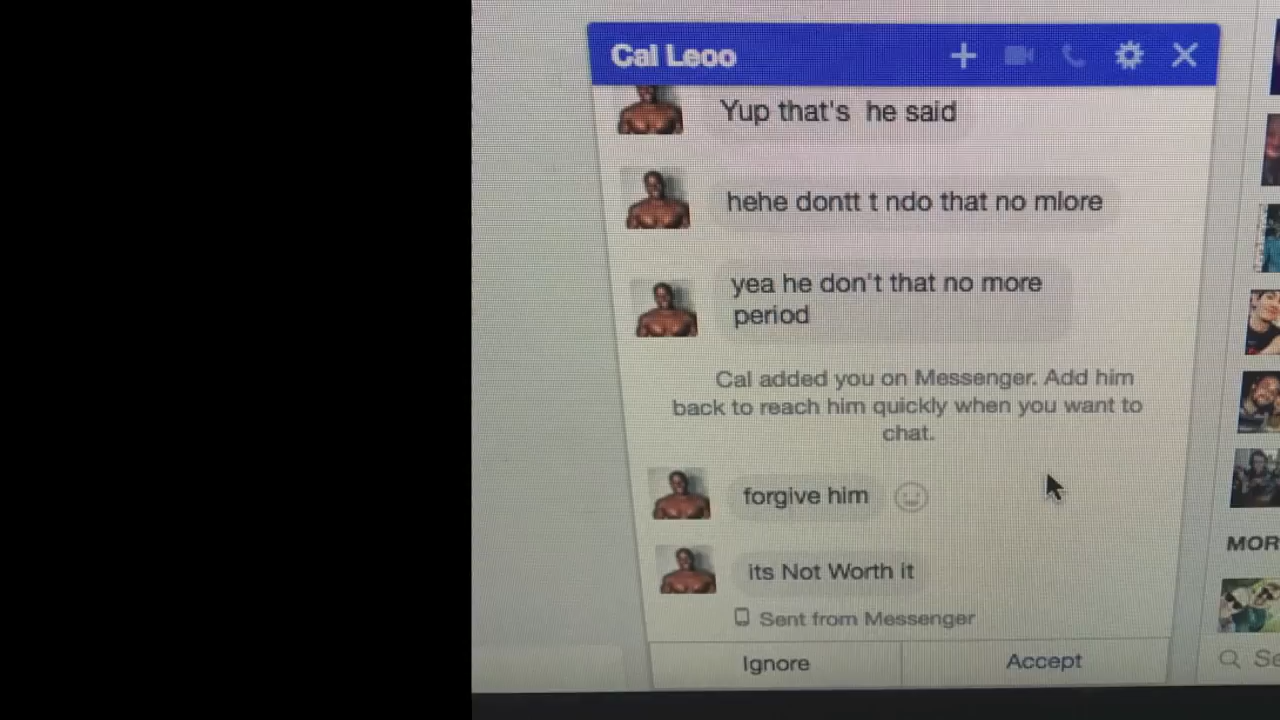 Cal Leoo
Yup that's he said
hehe dontt t ndo that no mlore
yea he don't that no more
period
Cal added you on Messenger. Add him
back to reach him quickly when you want to
chat.
forgive him
its Not Worth it
Sent from Messenger
Ignore
Accept
MOR
Se